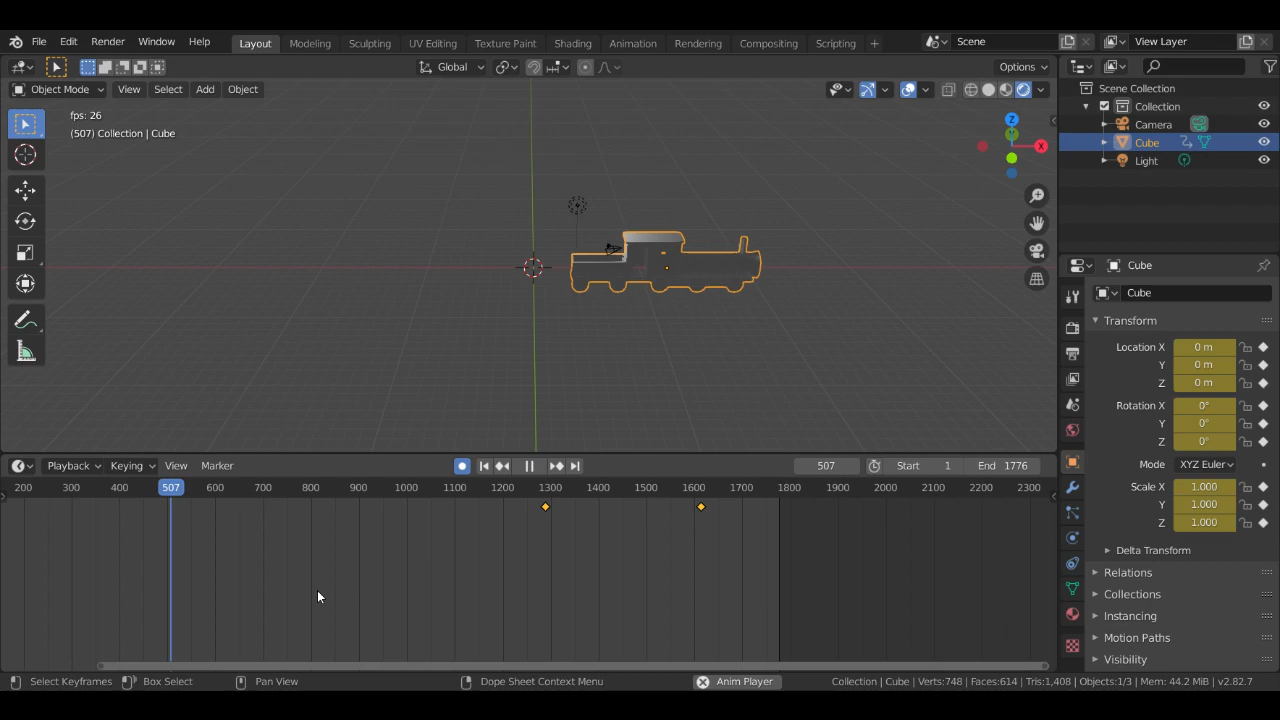 File Edit Render Window Help Layout Modeling Sculpting UV Editing Texture Paint Shading Animation Rendering Compositing Scripting + Scene View Layer
Global Options
Object Mode View Select Add Object
Scene Collection
fps: 26
Collection
(507) Collection | Cube
Z
Camera
X
Cube
Light
Cube
Cube
Transform
Location X 0 m
Y 0 m
Z 0 m
Rotation X 0°
Y 0°
Z 0°
Mode XYZ Euler
Playback Keying View Marker 507 Start 1 End 1776
200 300 400 507 600 700 800 900 1000 1100 1200 1300 1400 1500 1600 1700 1800 1900 2000 2100 2200 2300
Scale X 1.000
Y 1.000
Z 1.000
Delta Transform
Relations
Collections
Instancing
Motion Paths
Visibility
Select Keyframes Box Select Pan View Dope Sheet Context Menu Anim Player Collection | Cube | Verts:748 | Faces:614 | Tris:1,408 | Objects:1/3 | Mem: 44.2 MiB | v2.82.7